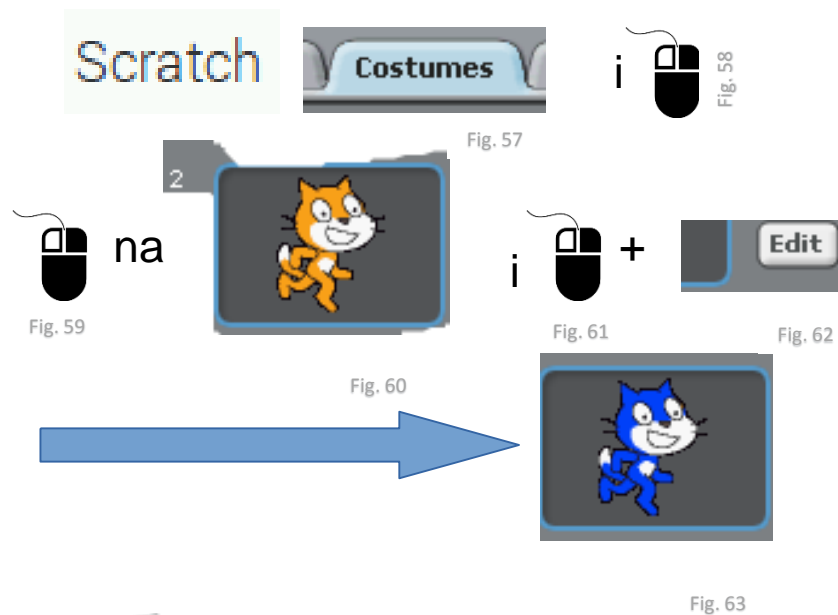 Scratch Costumes i Fig. 58
Fig. 57
2
na i + Edit
Fig. 59 Fig. 61 Fig. 62
Fig. 60
Fig. 63